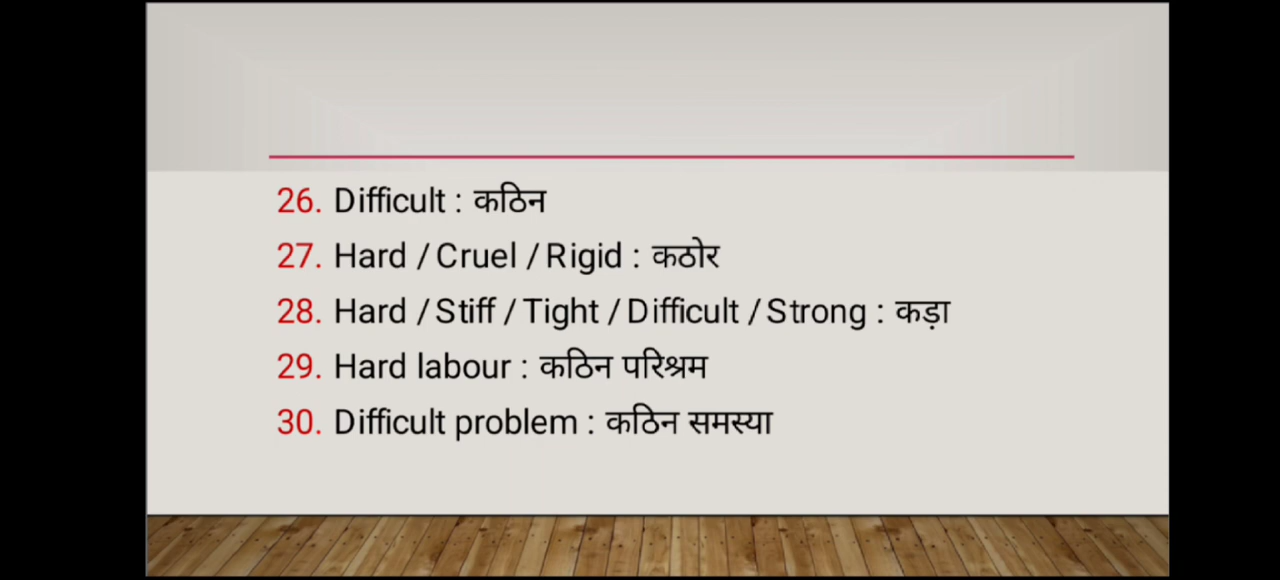 26. Difficult : कठिन
27. Hard / Cruel / Rigid : कठोर
28. Hard / Stiff / Tight / Difficult / Strong : कड़ा
29. Hard labour : कठिन परिश्रम
30. Difficult problem : कठिन समस्या